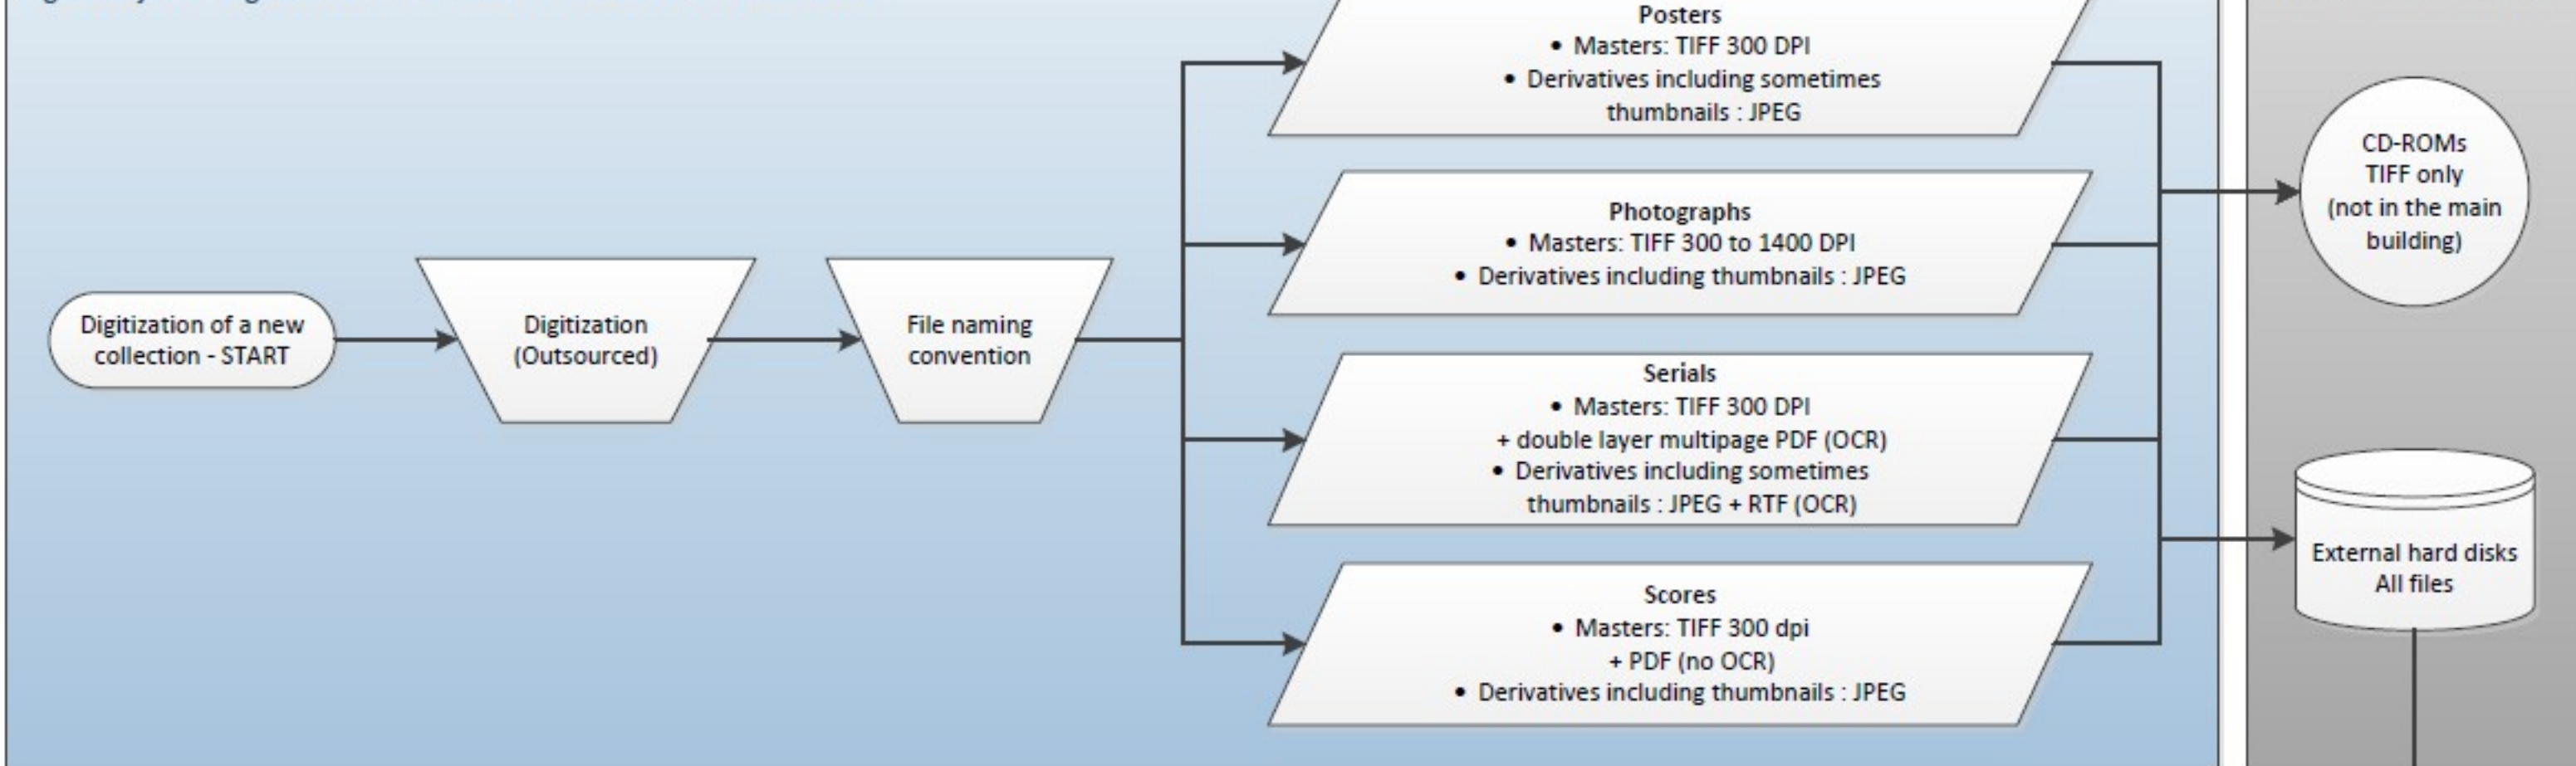 Digitization of a new
collection - START
Digitization
(Outsourced)
File naming
convention
Posters
• Masters: TIFF 300 DPI
• Derivatives including sometimes
thumbnails : JPEG
Photographs
• Masters: TIFF 300 to 1400 DPI
• Derivatives including thumbnails : JPEG
Serials
• Masters: TIFF 300 DPI
+ double layer multipage PDF (OCR)
• Derivatives including sometimes
thumbnails : JPEG + RTF (OCR)
Scores
• Masters: TIFF 300 dpi
+ PDF (no OCR)
• Derivatives including thumbnails : JPEG
CD-ROMs
TIFF only
(not in the main
building)
External hard disks
All files